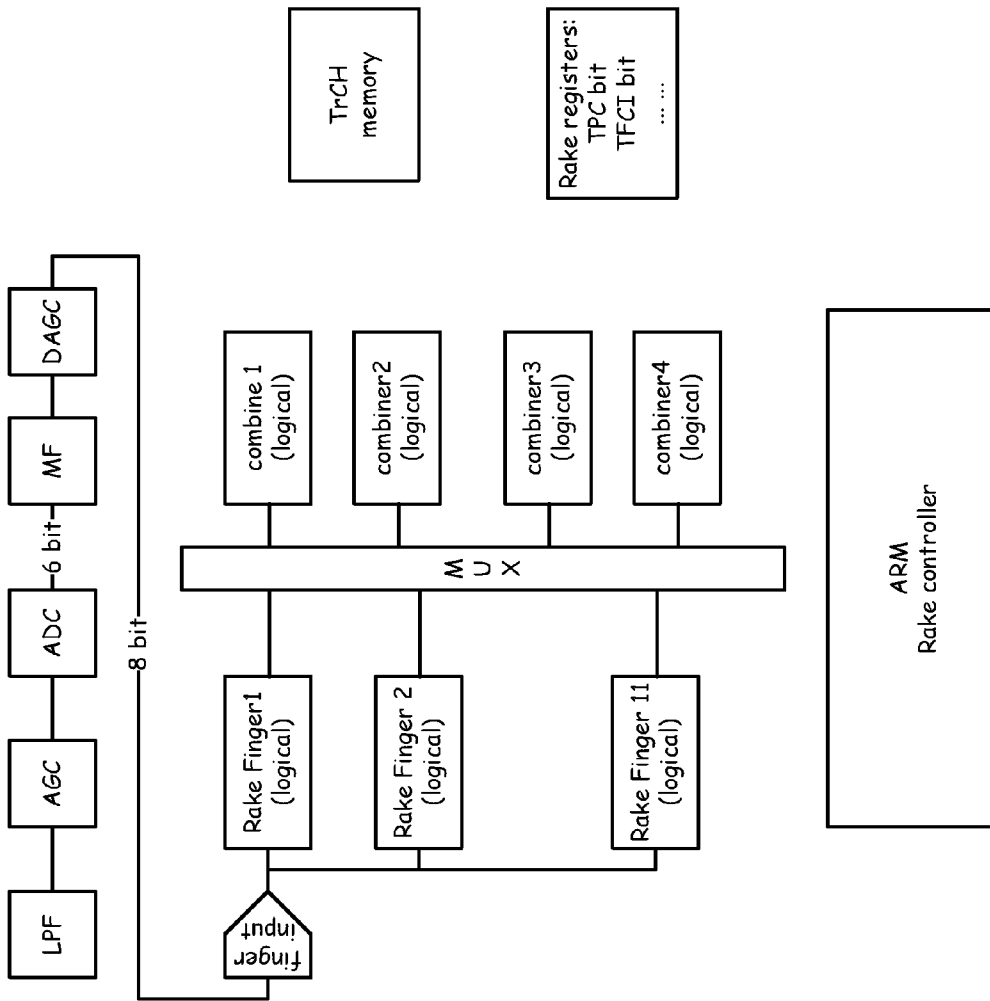 LPF
AGC
ADC
6 bit
MF
DAGC
8 bit
finger
input
Rake Finger1
(logical)
Rake Finger 2
(logical)
Rake Finger 11
(logical)
M
U
X
combine 1
(logical)
combiner2
(logical)
combiner3
(logical)
combiner4
(logical)
TrCH
memory
Rake registers:
TPC bit
TFCI bit
... ...
ARM
Rake controller